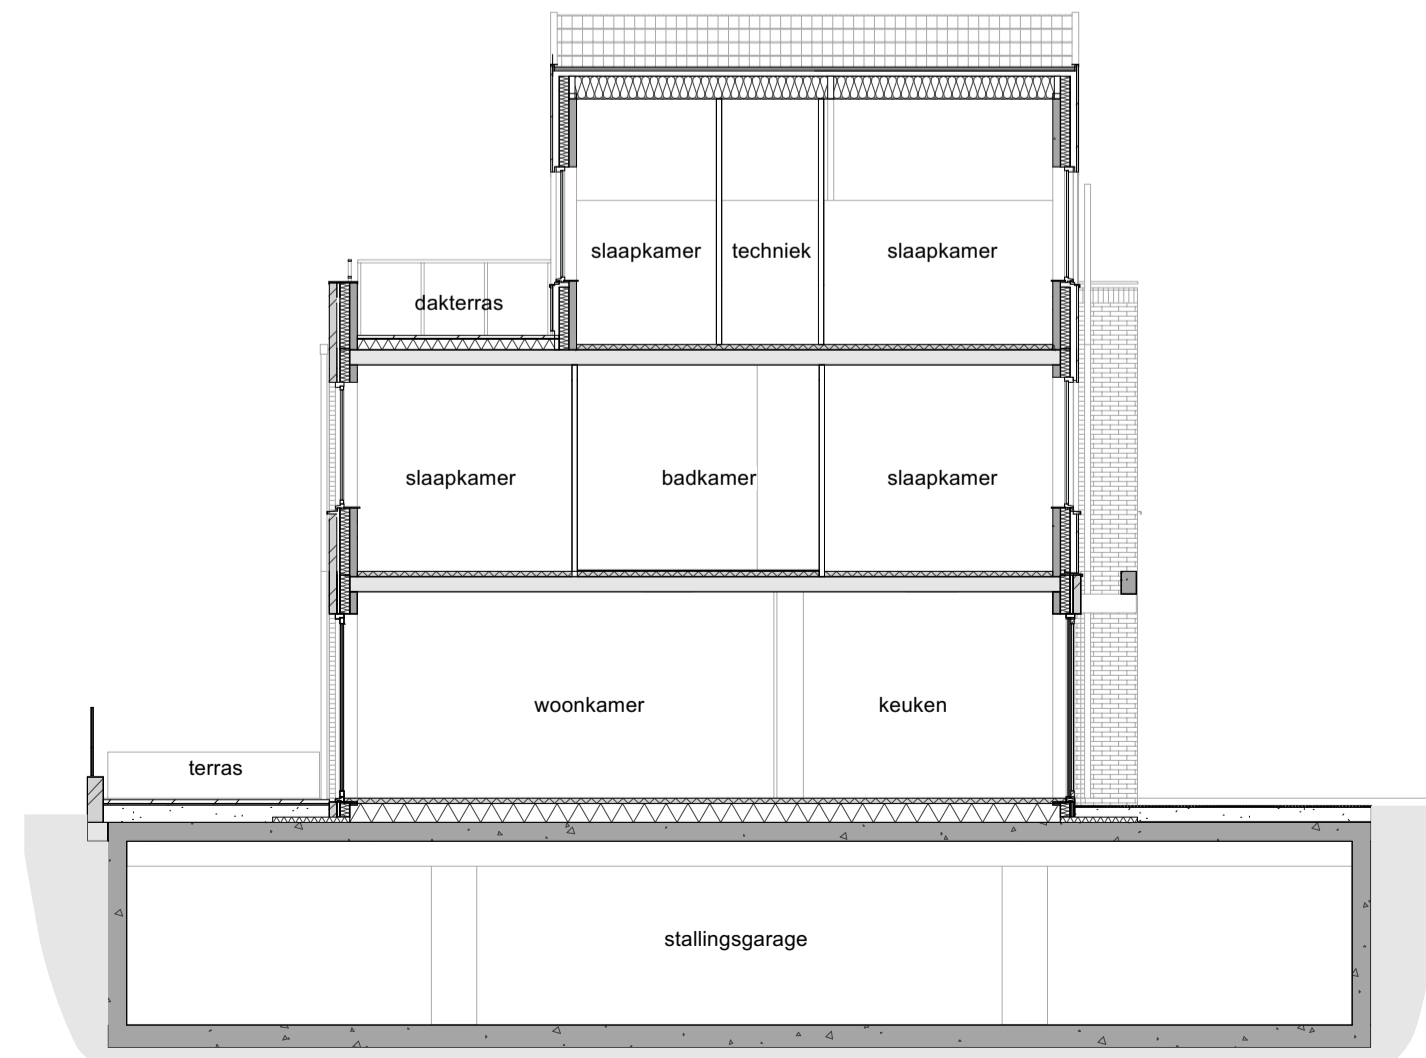 slaapkamer techniek slaapkamer
dakterras
slaapkamer badkamer slaapkamer
woonkamer keuken
terras
stallingsgarage